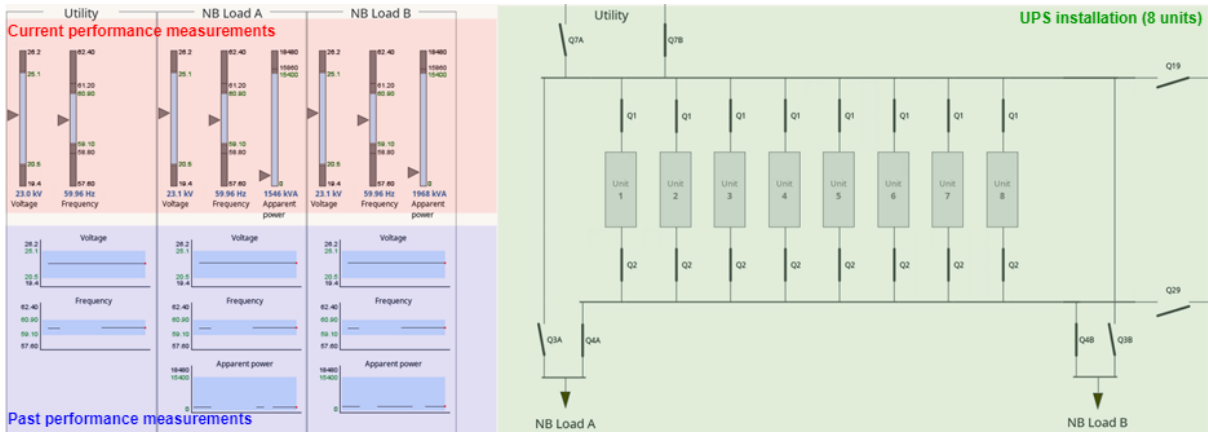 Utility
NB Load A
NB Load B
Current performance measurements
26.2
25.1
20.5
19.4
23.0 kV
Voltage
62.40
61.20
60.90
59.10
58.80
57.60
59.96 Hz
Frequency
26.2
25.1
20.5
19.4
23.1 kV
Voltage
62.40
61.20
60.90
59.10
58.80
57.60
59.96 Hz
Frequency
18480
15960
15400
0
1546 kVA
Apparent
power
26.2
25.1
20.5
19.4
23.1 kV
Voltage
62.40
61.20
60.90
59.10
58.80
57.60
59.96 Hz
Frequency
18480
15960
15400
0
1968 kVA
Apparent
power
Voltage
26.2
25.1
20.5
19.4
Frequency
62.40
60.90
59.10
57.60
Voltage
26.2
25.1
20.5
19.4
Frequency
62.40
60.90
59.10
57.60
Apparent power
18480
15400
0
Voltage
26.2
25.1
20.5
19.4
Frequency
62.40
60.90
59.10
57.60
Apparent power
18480
15400
0
Past performance measurements
Utility
UPS installation (8 units)
Q7A
Q7B
Q19
Q1
Q1
Q1
Q1
Q1
Q1
Q1
Q1
Unit
1
Unit
2
Unit
3
Unit
4
Unit
5
Unit
6
Unit
7
Unit
8
Q2
Q2
Q2
Q2
Q2
Q2
Q2
Q2
Q29
Q3A
Q4A
Q4B
Q3B
NB Load A
NB Load B